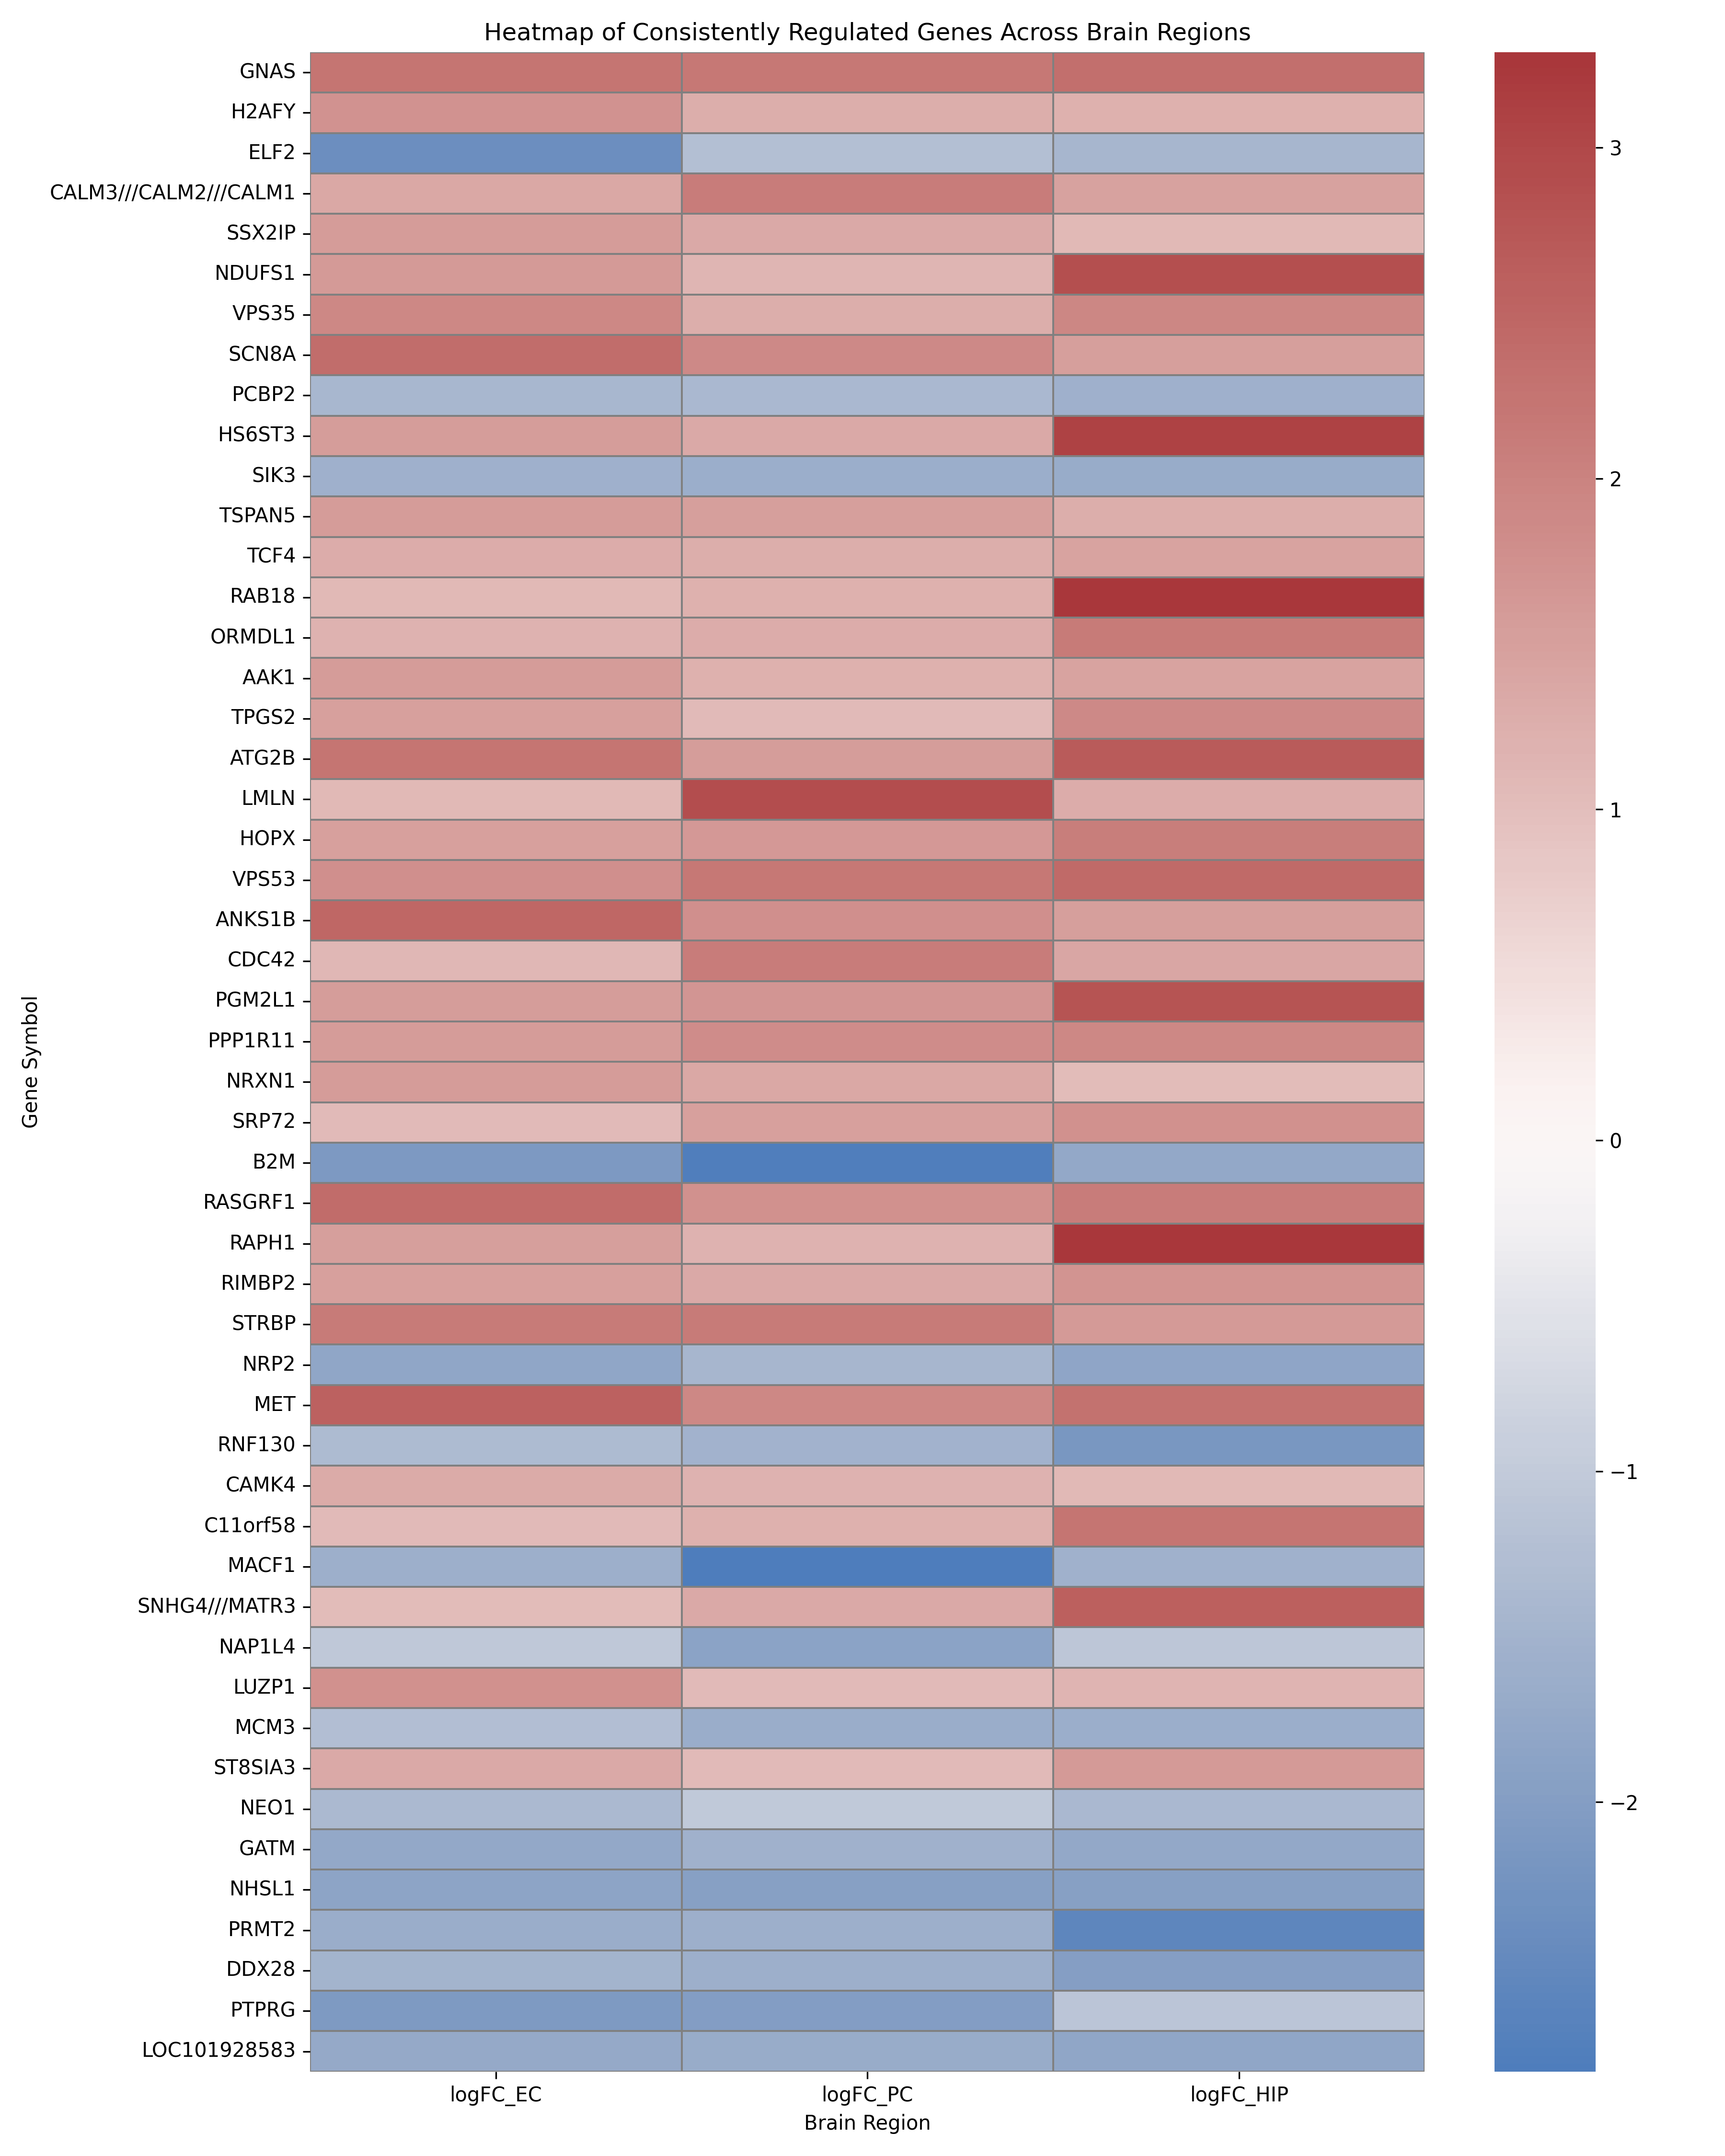 Heatmap of Consistently Regulated Genes Across Brain Regions
GNAS
H2AFY
ELF2
CALM3///CALM2///CALM1
SSX2IP
NDUFS1
VPS35
SCN8A
PCBP2
HS6ST3
SIK3
TSPAN5
TCF4
RAB18
ORMDL1
AAK1
TPGS2
ATG2B
LMLN
HOPX
VPS53
ANKS1B
CDC42
PGM2L1
PPP1R11
NRXN1
SRP72
B2M
RASGRF1
RAPH1
RIMBP2
STRBP
NRP2
MET
RNF130
CAMK4
C11orf58
MACF1
SNHG4///MATR3
NAP1L4
LUZP1
MCM3
ST8SIA3
NEO1
GATM
NHSL1
PRMT2
DDX28
PTPRG
LOC101928583
Gene Symbol
logFC_EC
logFC_PC
logFC_HIP
Brain Region
3
2
1
0
−1
−2